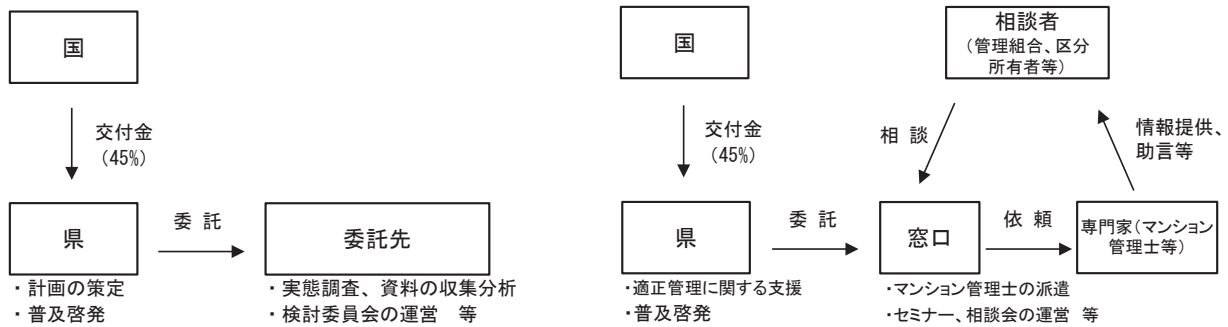 国
交付金
(45%)
県
委 託
委託先
・計画の策定
・普及啓発
・実態調査、資料の収集分析
・検討委員会の運営 等
国
交付金
(45%)
県
委 託
窓口
依 頼
専門家(マンション
管理士等)
相談者
(管理組合、区分
所有者等)
相 談
情報提供、
助言等
・適正管理に関する支援
・普及啓発
・マンション管理士の派遣
・セミナー、相談会の運営 等